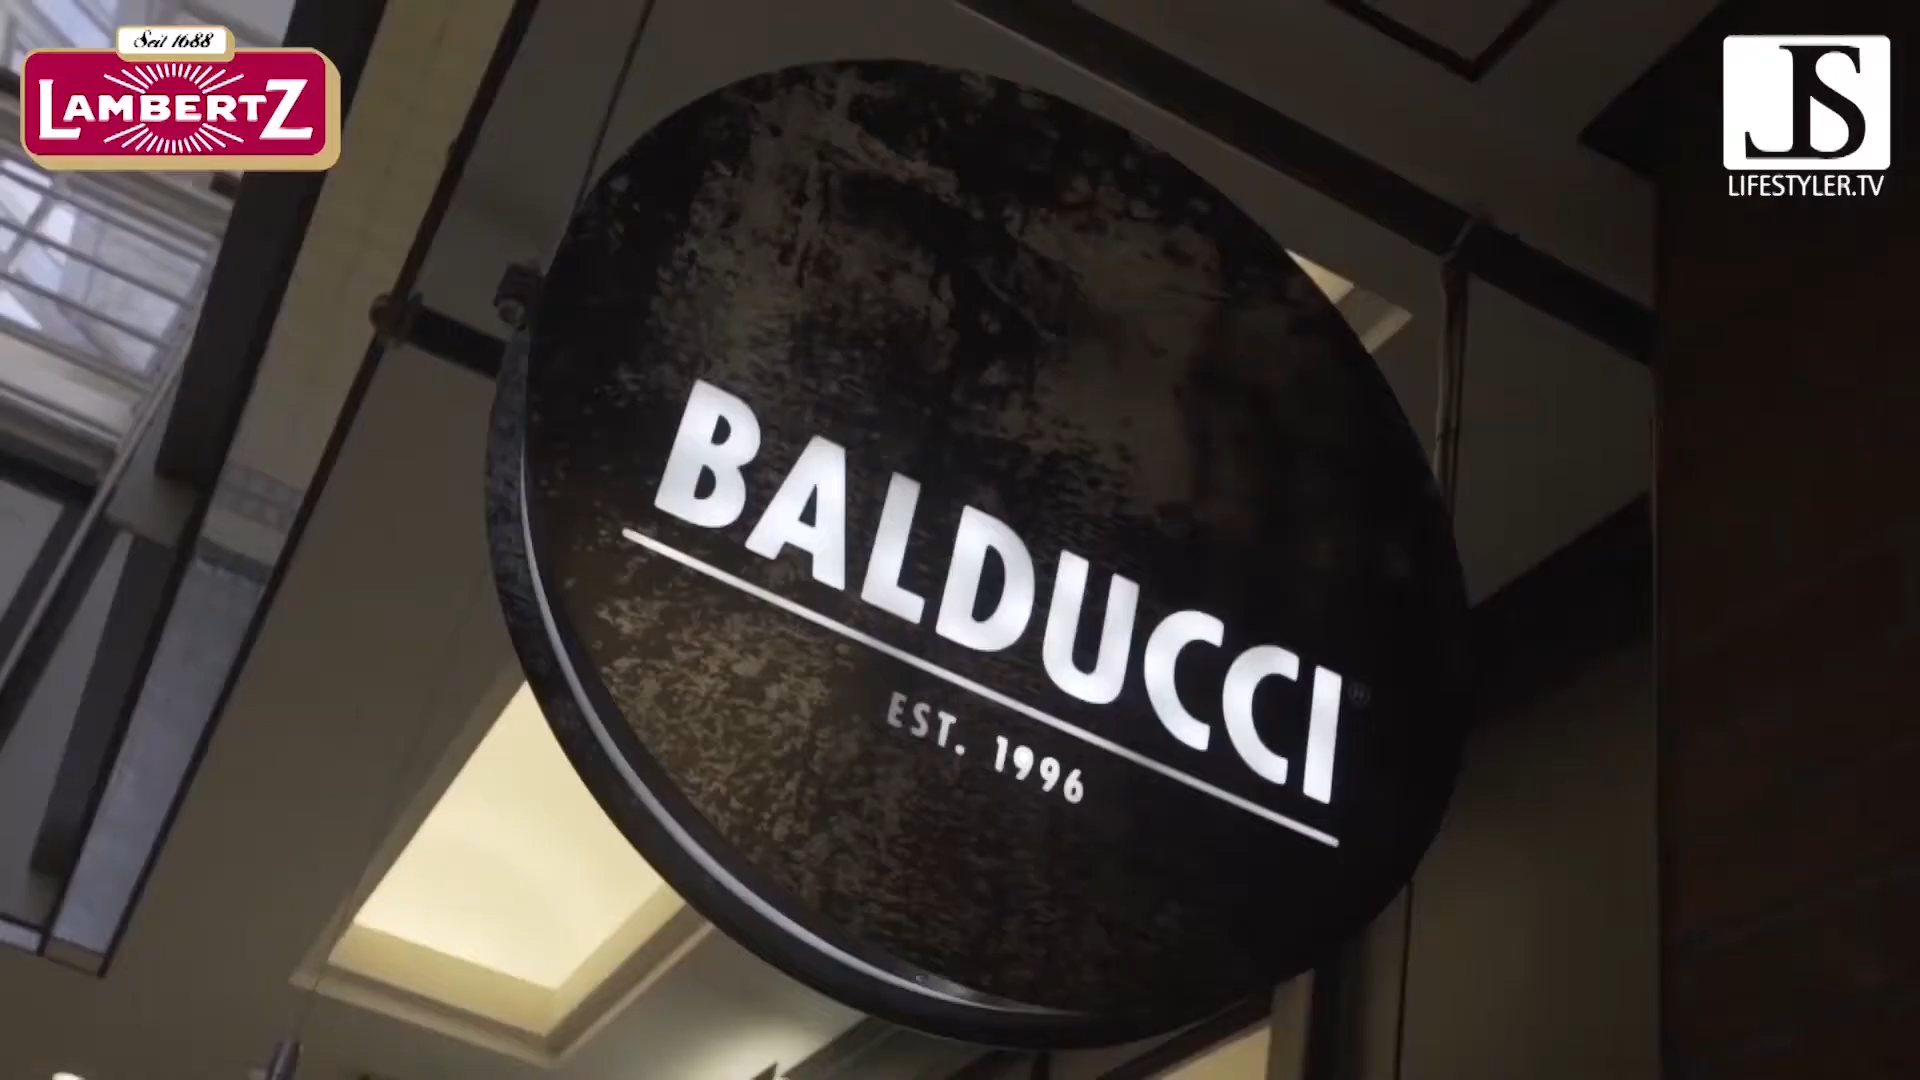 Seit 1688
LAMBERTZ
JS
LIFESTYLER.TV
BALDUCCI®
EST. 1996